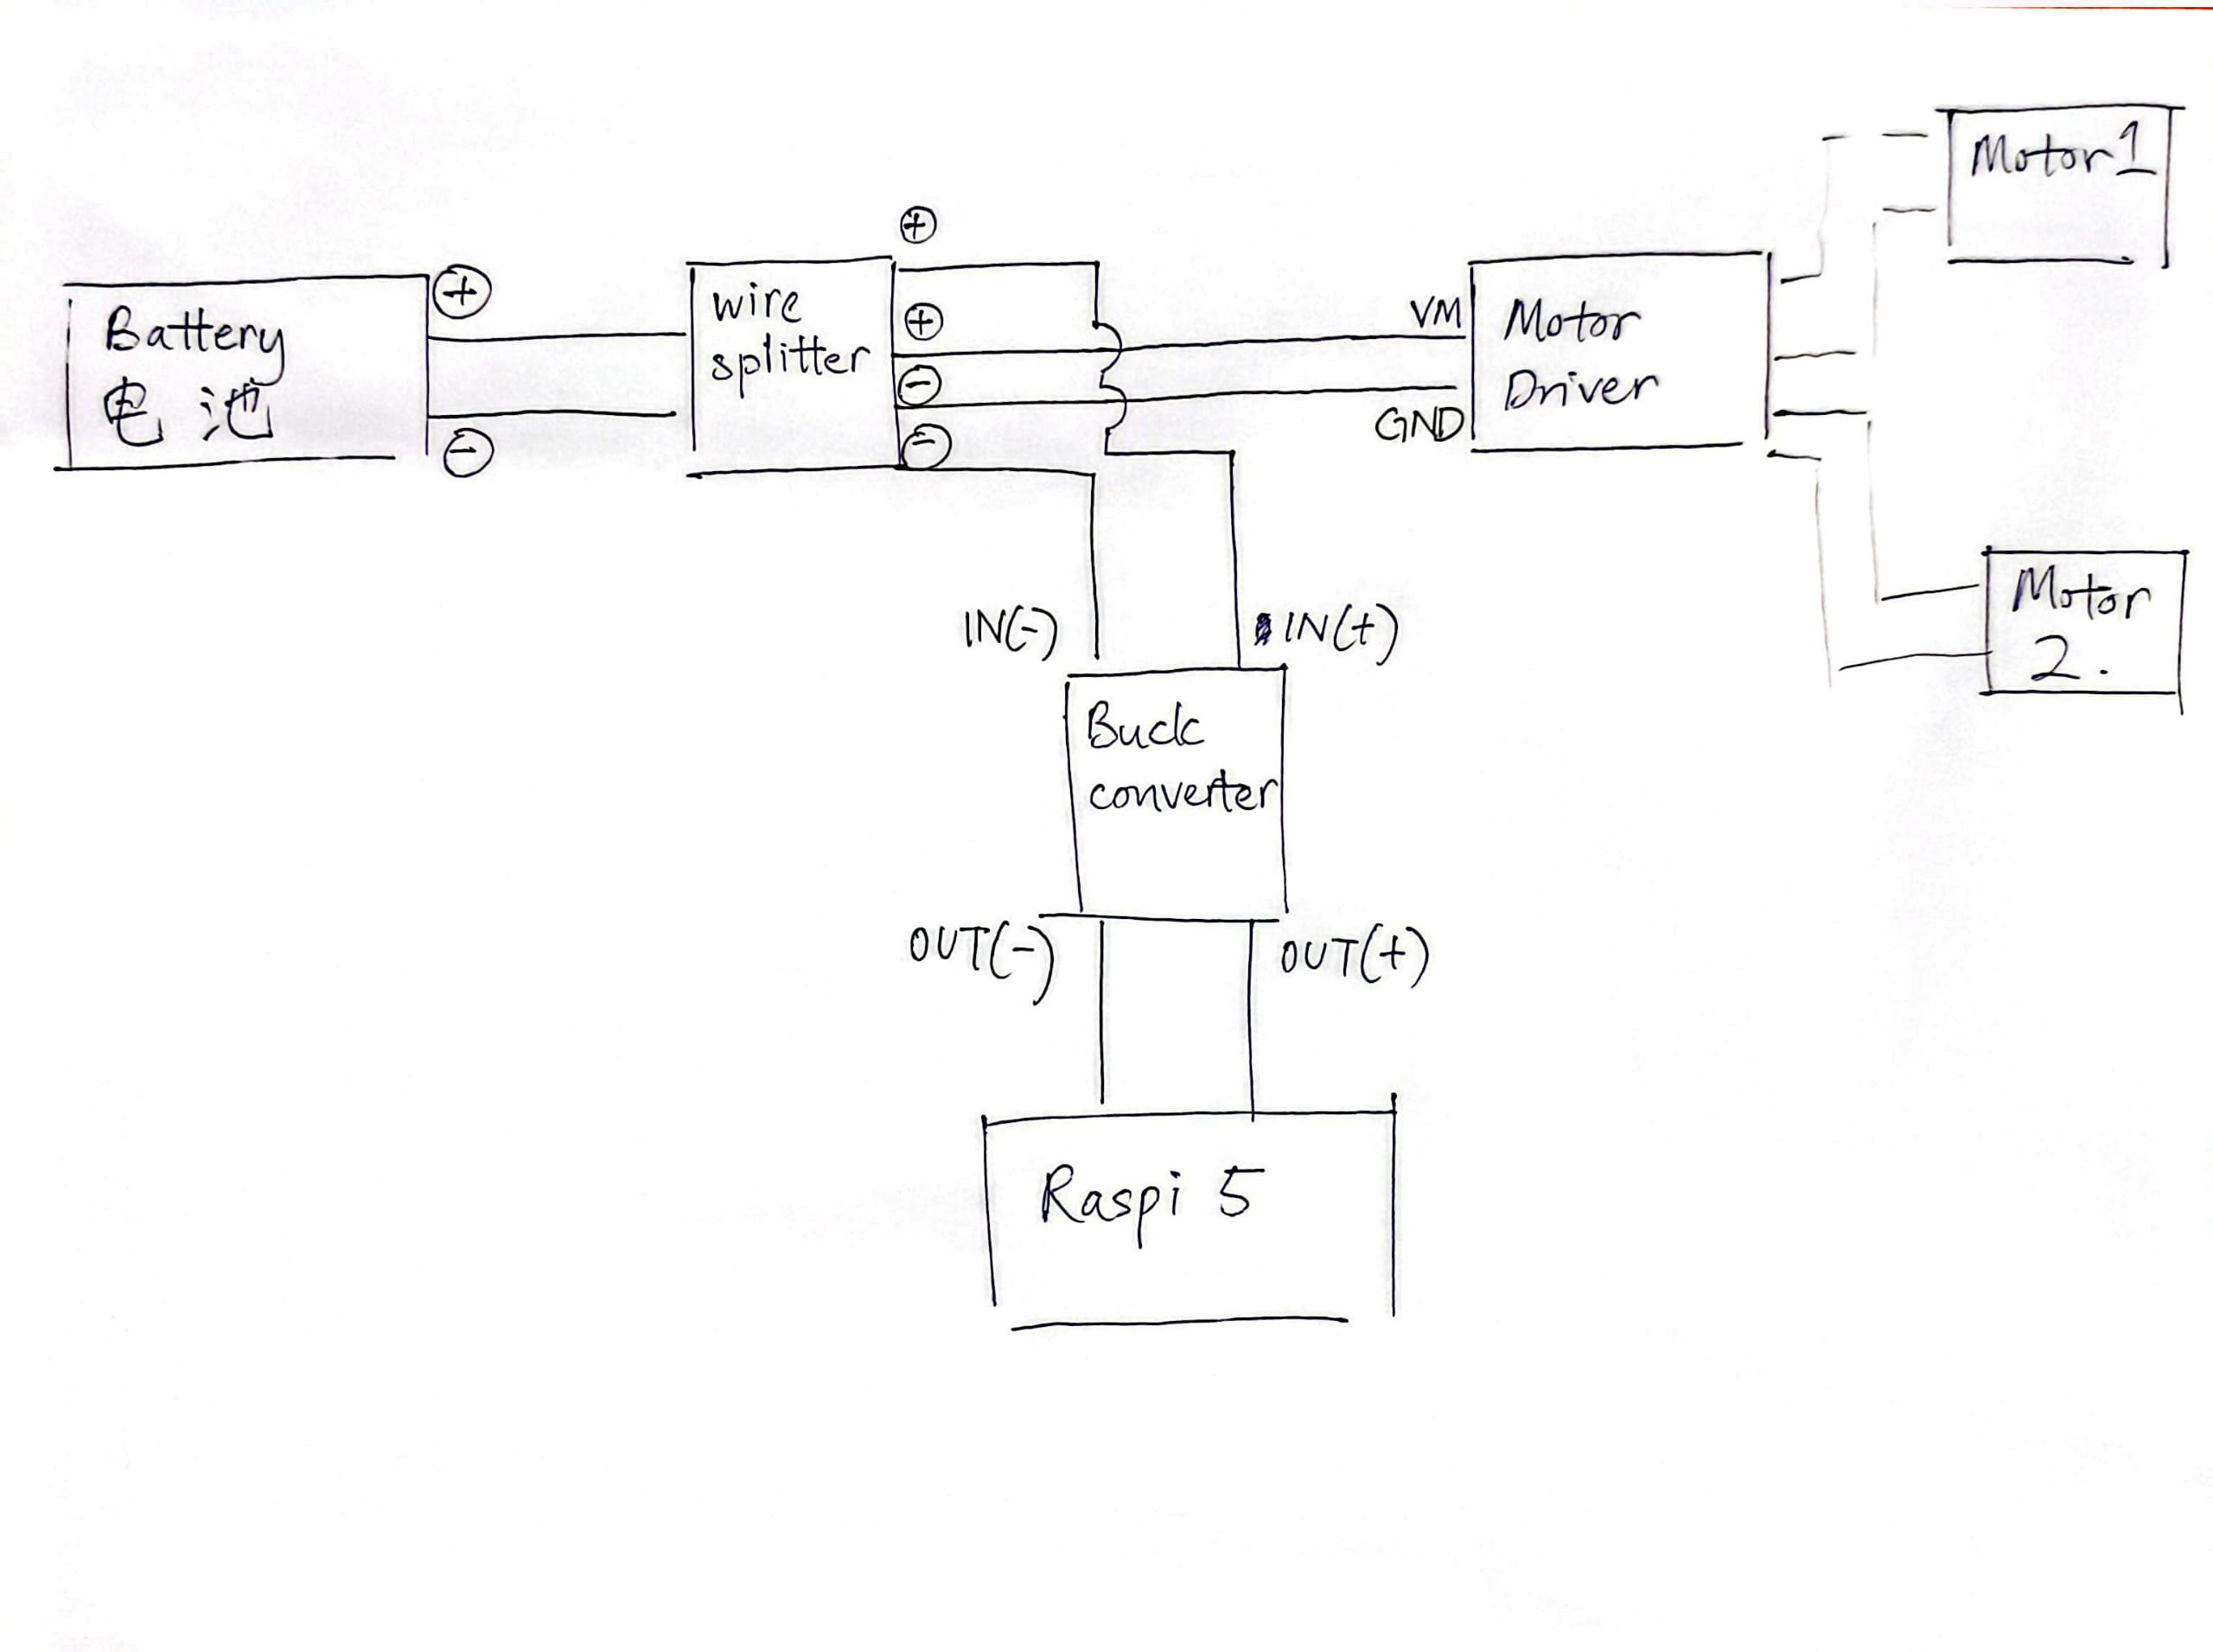 Battery
电池
+
-
wire
splitter
+
+
-
-
VM
GND
Motor
Driver
Motor 1
Motor
2.
IN(-)
IN(+)
Buck
converter
OUT(-)
OUT(+)
Raspi 5